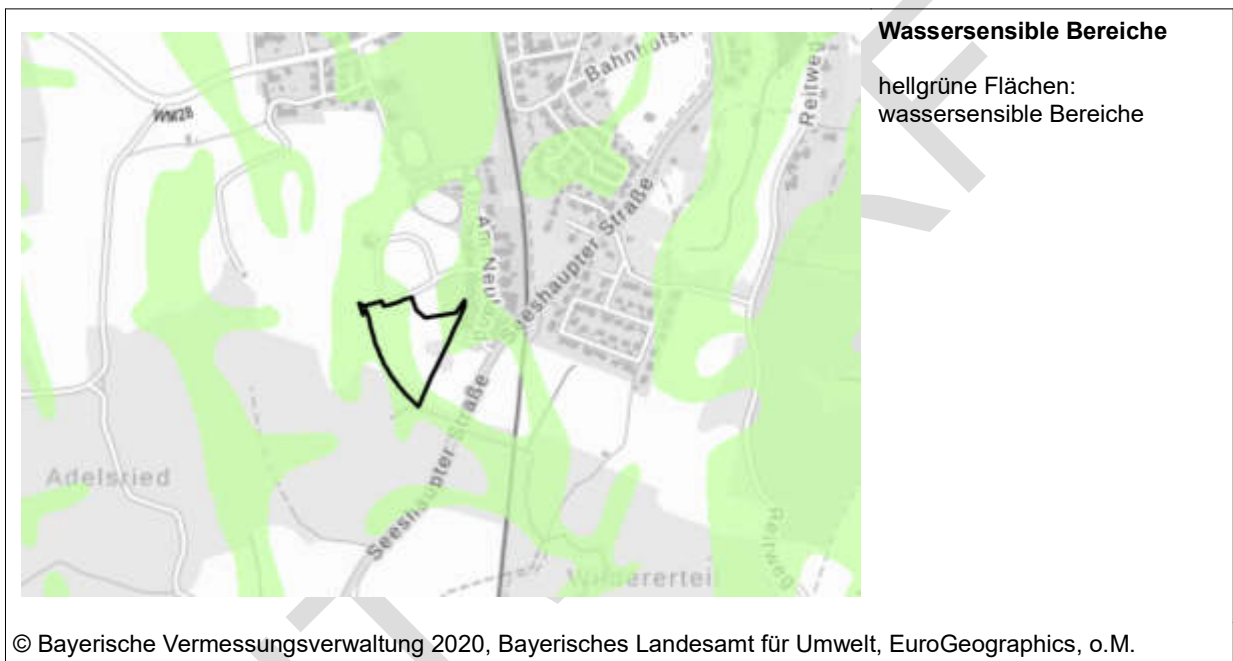 Wassersensible Bereiche
hellgrüne Flächen:
wassersensible Bereiche
Bahnhofst
Reitweg
WM28
Am Neu
Seeshaupter Straße
Adelsried
Seeshaupter Straße
Reitweg
© Bayerische Vermessungsverwaltung 2020, Bayerisches Landesamt für Umwelt, EuroGeographics, o.M.